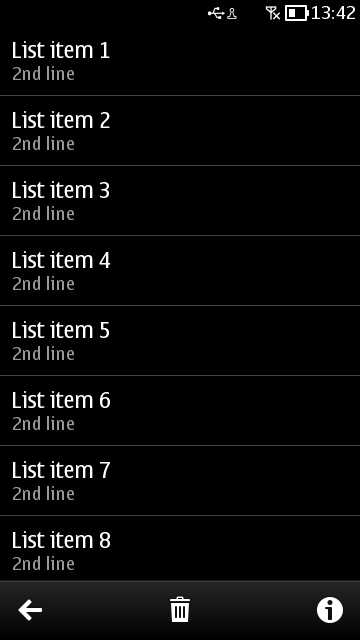 13:42
List item 1
2nd line
List item 2
2nd line
List item 3
2nd line
List item 4
2nd line
List item 5
2nd line
List item 6
2nd line
List item 7
2nd line
List item 8
2nd line